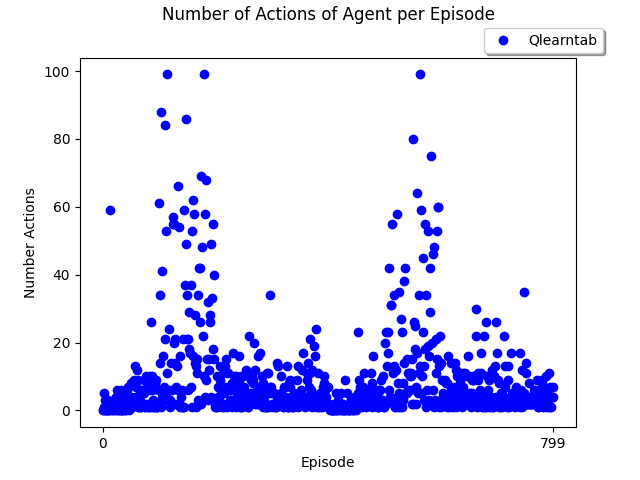 Number of Actions of Agent per Episode
Qlearntab
100
80
60
40
20
0
Number Actions
0 799
Episode